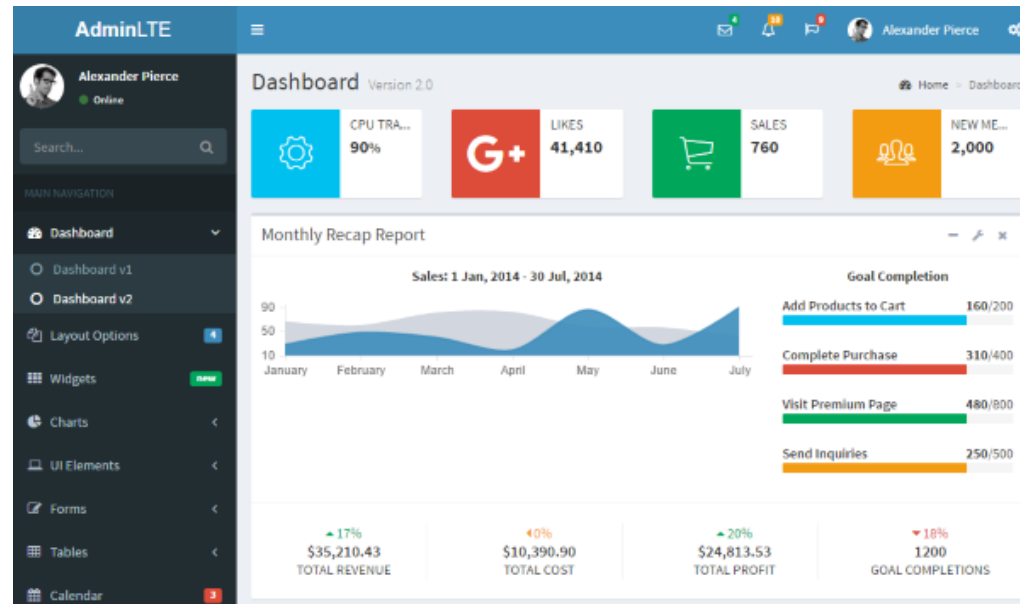 AdminLTE
4
10
9
Alexander Pierce
Alexander Pierce
Online
Search...
MAIN NAVIGATION
Dashboard
Dashboard v1
Dashboard v2
Layout Options 4
Widgets new
Charts
UI Elements
Forms
Tables
Calendar 3
Dashboard Version 2.0
Home > Dashboard
CPU TRA...
90%
G+
LIKES
41,410
SALES
760
NEW ME...
2,000
Monthly Recap Report
Sales: 1 Jan, 2014 - 30 Jul, 2014
90
50
10
January February March April May June July
Goal Completion
Add Products to Cart 160/200
Complete Purchase 310/400
Visit Premium Page 480/800
Send Inquiries 250/500
17%
$35,210.43
TOTAL REVENUE
0%
$10,390.90
TOTAL COST
20%
$24,813.53
TOTAL PROFIT
18%
1200
GOAL COMPLETIONS